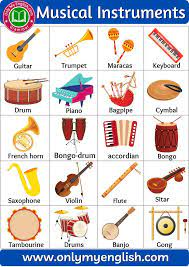 Musical Instruments
Guitar Trumpet Maracas Keyboard
Drum Piano Bagpipe Cymbal
French horn Bongo-drum accordian Bongo
Saxophone Violin Flute Sitar
Tambourine Drums Banjo Gong
www.onlymyenglish.com